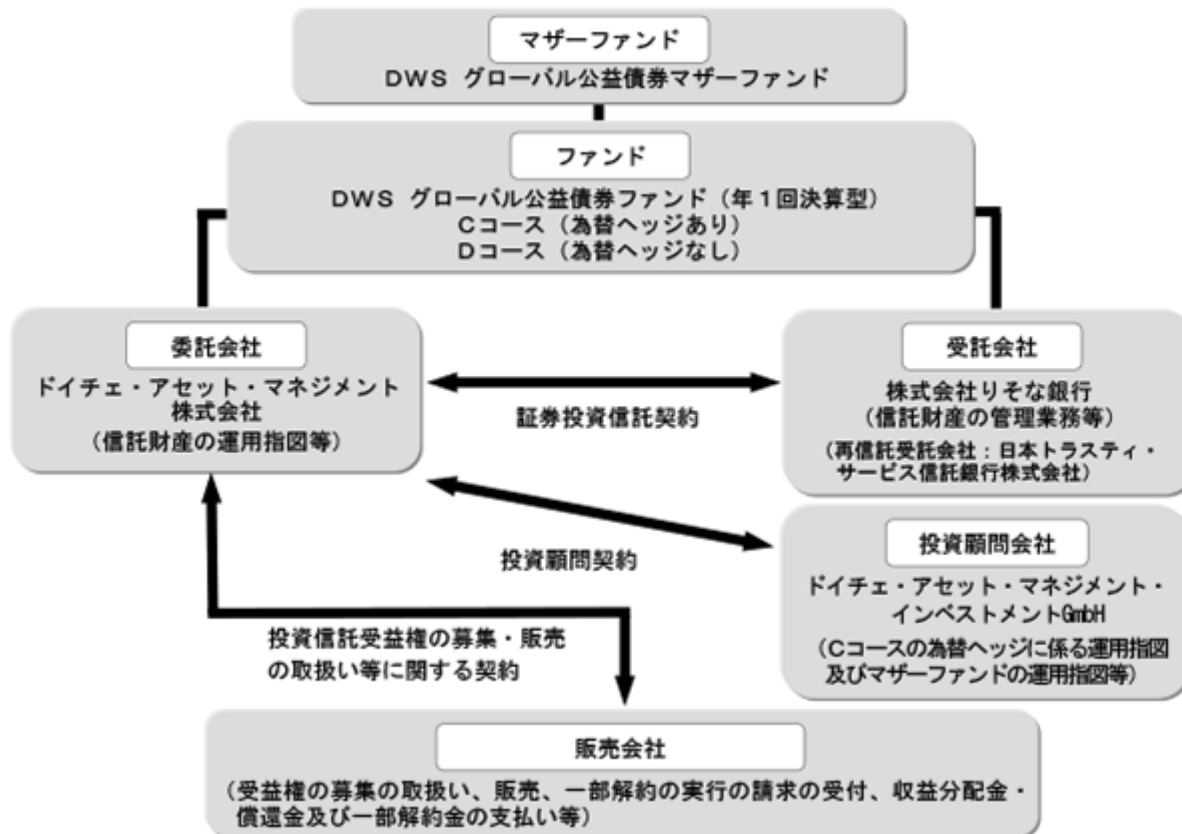 マザーファンド
DWS グローバル公益債券マザーファンド
ファンド
DWS グローバル公益債券ファンド(年1回決算型)
Cコース(為替ヘッジあり)
Dコース(為替ヘッジなし)
委託会社
ドイチェ・アセット・マネジメント
株式会社
(信託財産の運用指図等)
証券投資信託契約
受託会社
株式会社りそな銀行
(信託財産の管理業務等)
(再信託受託会社:日本トラスティ・
サービス信託銀行株式会社)
投資顧問契約
投資顧問会社
ドイチェ・アセット・マネジメント・
インベストメントGmbH
(Cコースの為替ヘッジに係る運用指図
及びマザーファンドの運用指図等)
投資信託受益権の募集・販売
の取扱い等に関する契約
販売会社
(受益権の募集の取扱い、販売、一部解約の実行の請求の受付、収益分配金・
償還金及び一部解約金の支払い等)